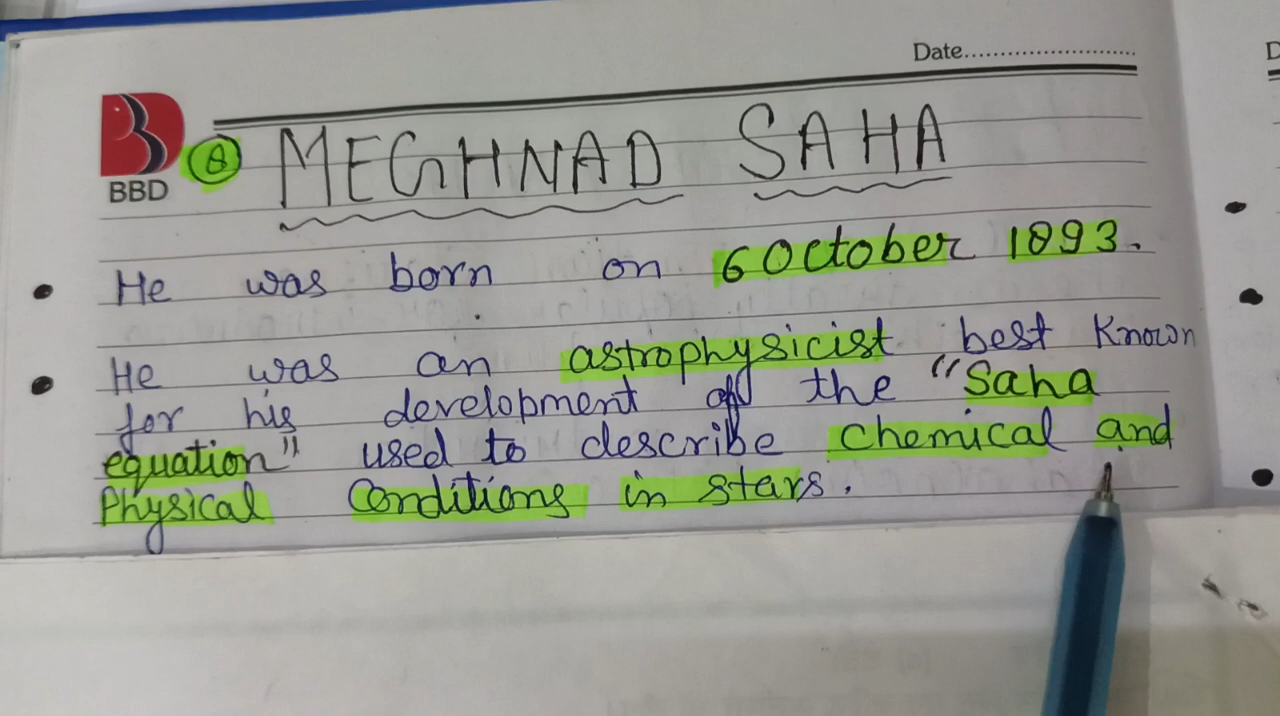 Date..........................
BBD
⑧ MEGHNAD SAHA
• He was born on 6 October 1893.
• He was an astrophysicist best Known
for his development of the "Saha
equation" used to describe chemical and
Physical Conditions in stars.
D